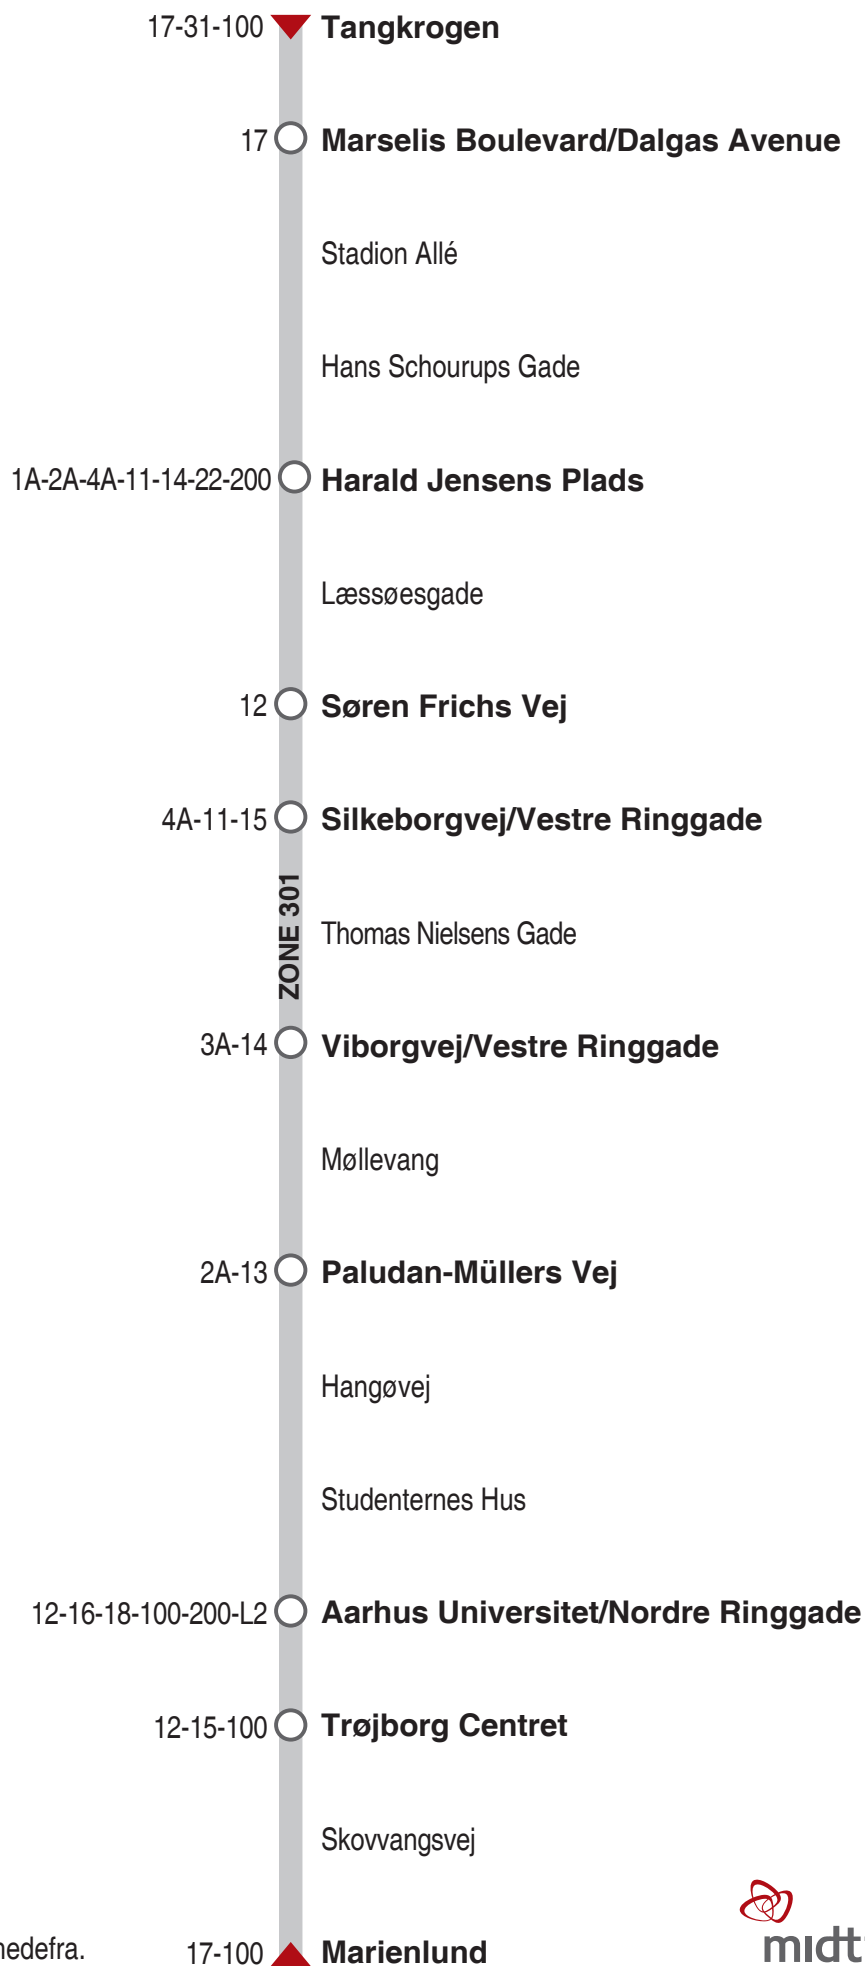 17-31-100 Tangkrogen
17 Marselis Boulevard/Dalgas Avenue
Stadion Allé
Hans Schourups Gade
1A-2A-4A-11-14-22-200 Harald Jensens Plads
Læssøesgade
12 Søren Frichs Vej
4A-11-15 Silkeborgvej/Vestre Ringgade
ZONE 301
Thomas Nielsens Gade
3A-14 Viborgvej/Vestre Ringgade
Møllevang
2A-13 Paludan-Müllers Vej
Hangøvej
Studenternes Hus
12-16-18-100-200-L2 Aarhus Universitet/Nordre Ringgade
12-15-100 Trøjborg Centret
Skovvangsvej
nedefra. 17-100 Marienlund
midt